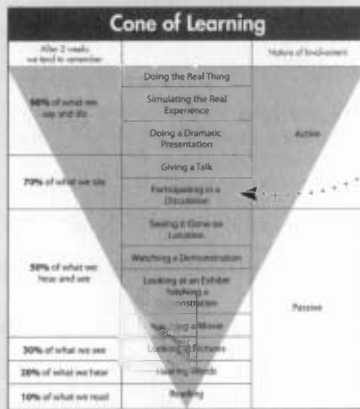 Cone of Learning
After 2 weeks
we tend to remember
Nature of Involvement
Doing the Real Thing
Simulating the Real
Experience
Doing a Dramatic
Presentation
say and do
Active
Giving a Talk
70% of what we say
Participating in a
Discussion
Seeing it Done on
Location
Watching a Demonstration
50% of what we
hear and see
Looking at an Exhibit
Watching a
Demonstration
Passive
Watching a Movie
30% of what we see
Looking at Pictures
20% of what we hear
Hearing Words
10% of what we read
Reading